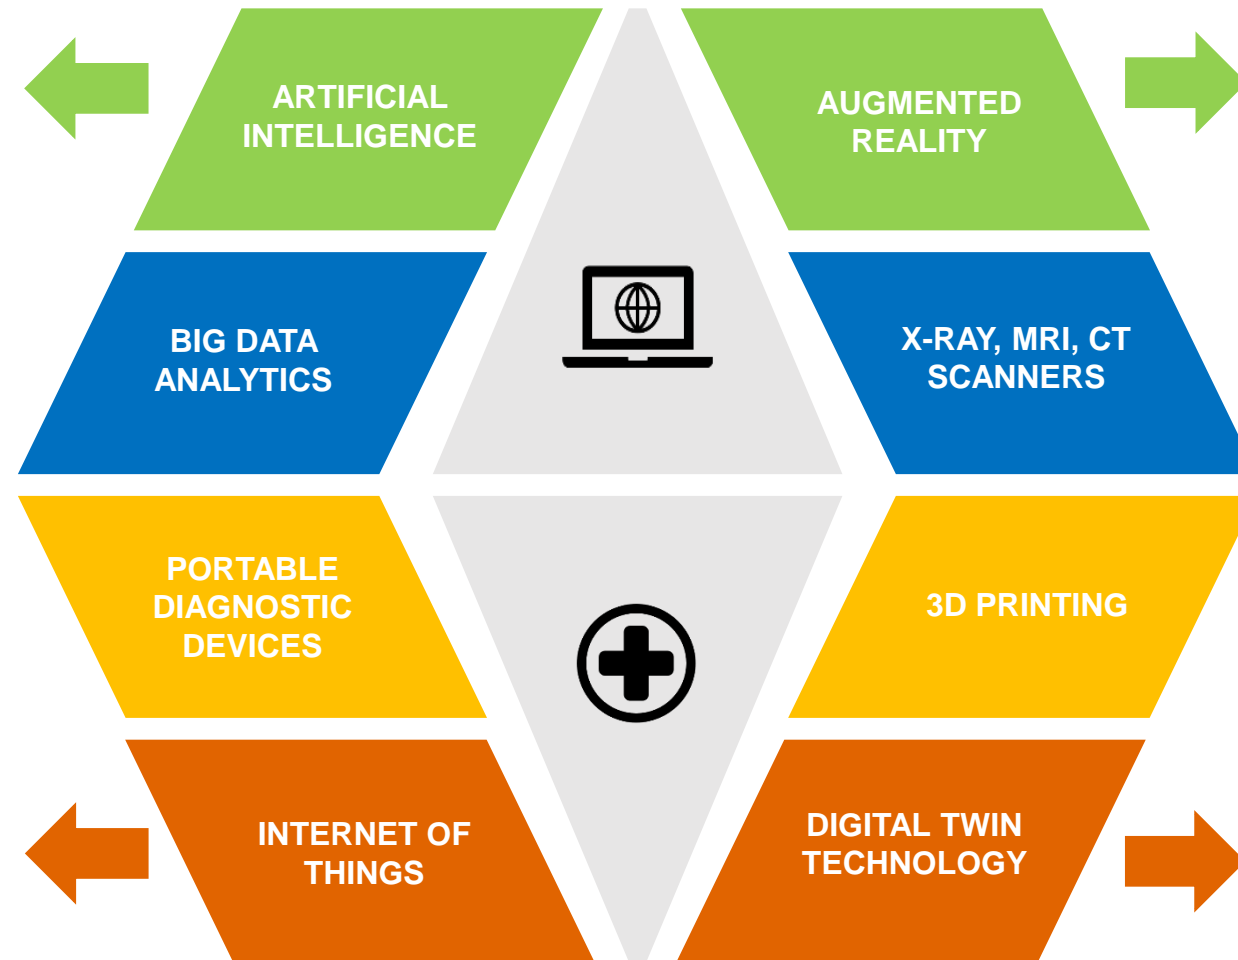 ARTIFICIAL
INTELLIGENCE
AUGMENTED
REALITY
BIG DATA
ANALYTICS
X-RAY, MRI, CT
SCANNERS
PORTABLE
DIAGNOSTIC
DEVICES
3D PRINTING
INTERNET OF
THINGS
DIGITAL TWIN
TECHNOLOGY